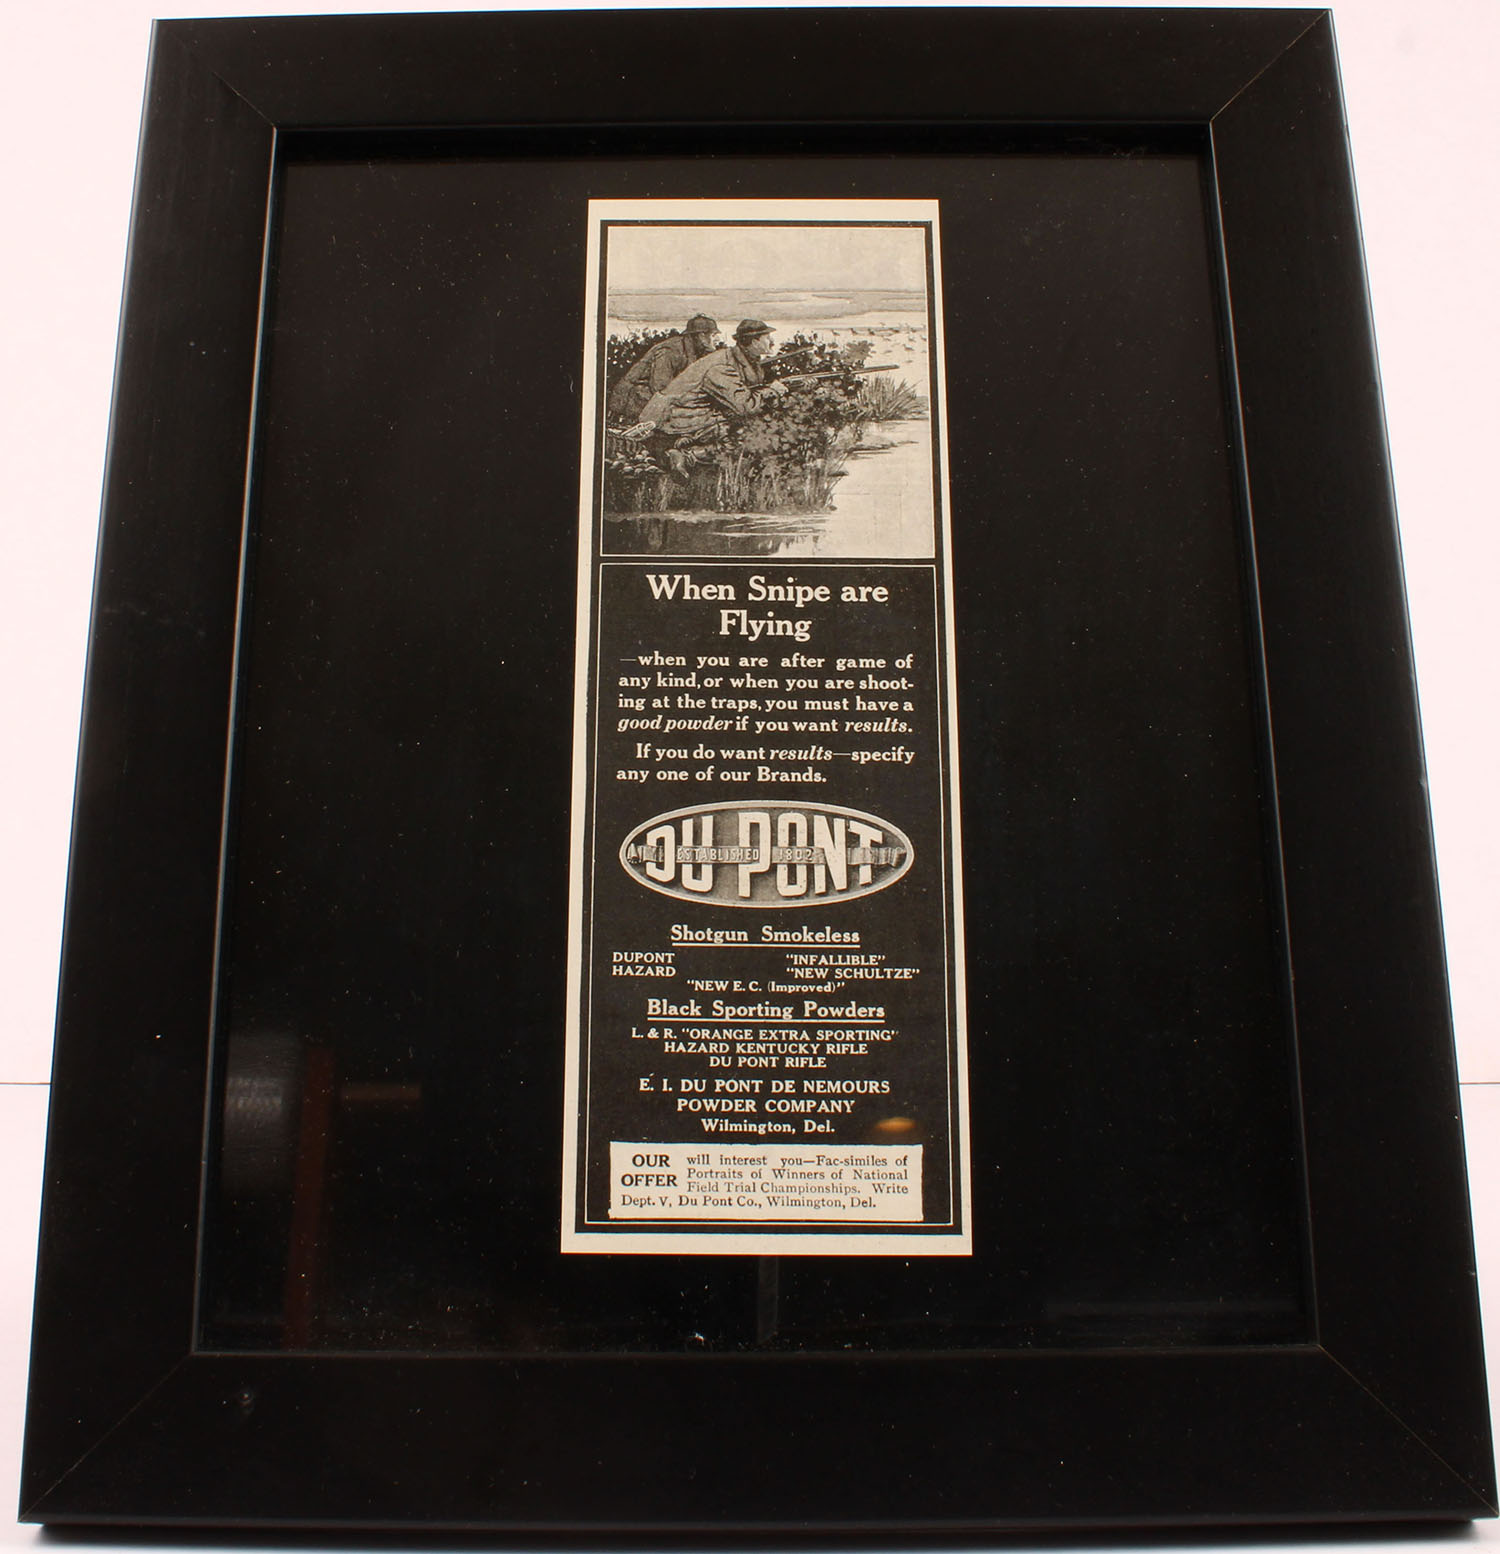 When Snipe are
Flying
—when you are after game of
any kind, or when you are shoot-
ing at the traps, you must have a
good powder if you want results.
If you do want results—specify
any one of our Brands.
DU PONT
ESTABLISHED 1802
Shotgun Smokeless
DUPONT "INFALLIBLE"
HAZARD "NEW SCHULTZE"
"NEW E. C. (Improved)"
Black Sporting Powders
L. & R. "ORANGE EXTRA SPORTING"
HAZARD KENTUCKY RIFLE
DU PONT RIFLE
E. I. DU PONT DE NEMOURS
POWDER COMPANY
Wilmington, Del.
OUR OFFER will interest you—Fac-similes of
Portraits of Winners of National
Field Trial Championships. Write
Dept. V, Du Pont Co., Wilmington, Del.